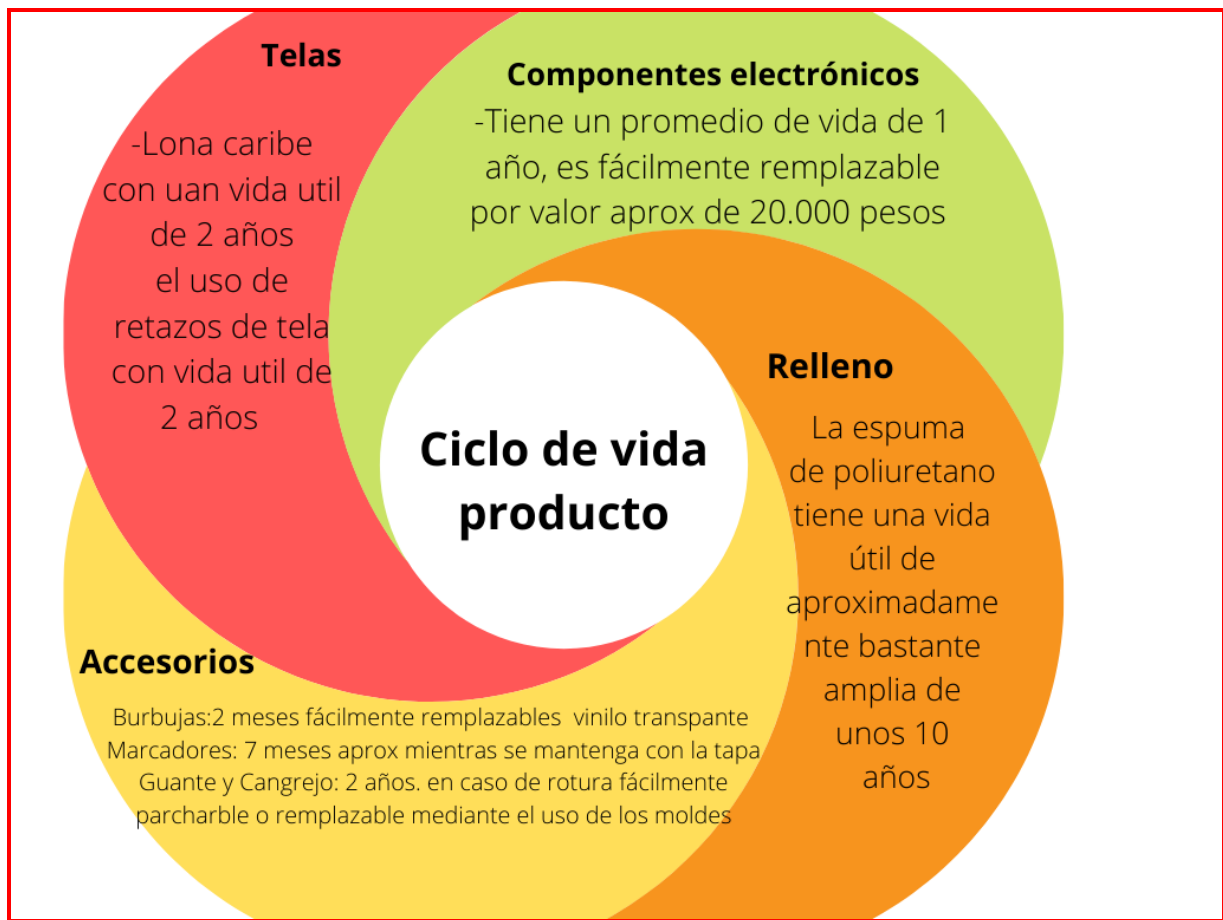 Telas
-Lona caribe
con uan vida util
de 2 años
el uso de
retazos de tela
con vida util de
2 años
Componentes electrónicos
-Tiene un promedio de vida de 1
año, es fácilmente remplazable
por valor aprox de 20.000 pesos
Relleno
La espuma
de poliuretano
tiene una vida
útil de
aproximadame
nte bastante
amplia de
unos 10
años
Ciclo de vida
producto
Accesorios
Burbujas:2 meses fácilmente remplazables vinilo transpante
Marcadores: 7 meses aprox mientras se mantenga con la tapa
Guante y Cangrejo: 2 años. en caso de rotura fácilmente
parcharble o remplazable mediante el uso de los moldes